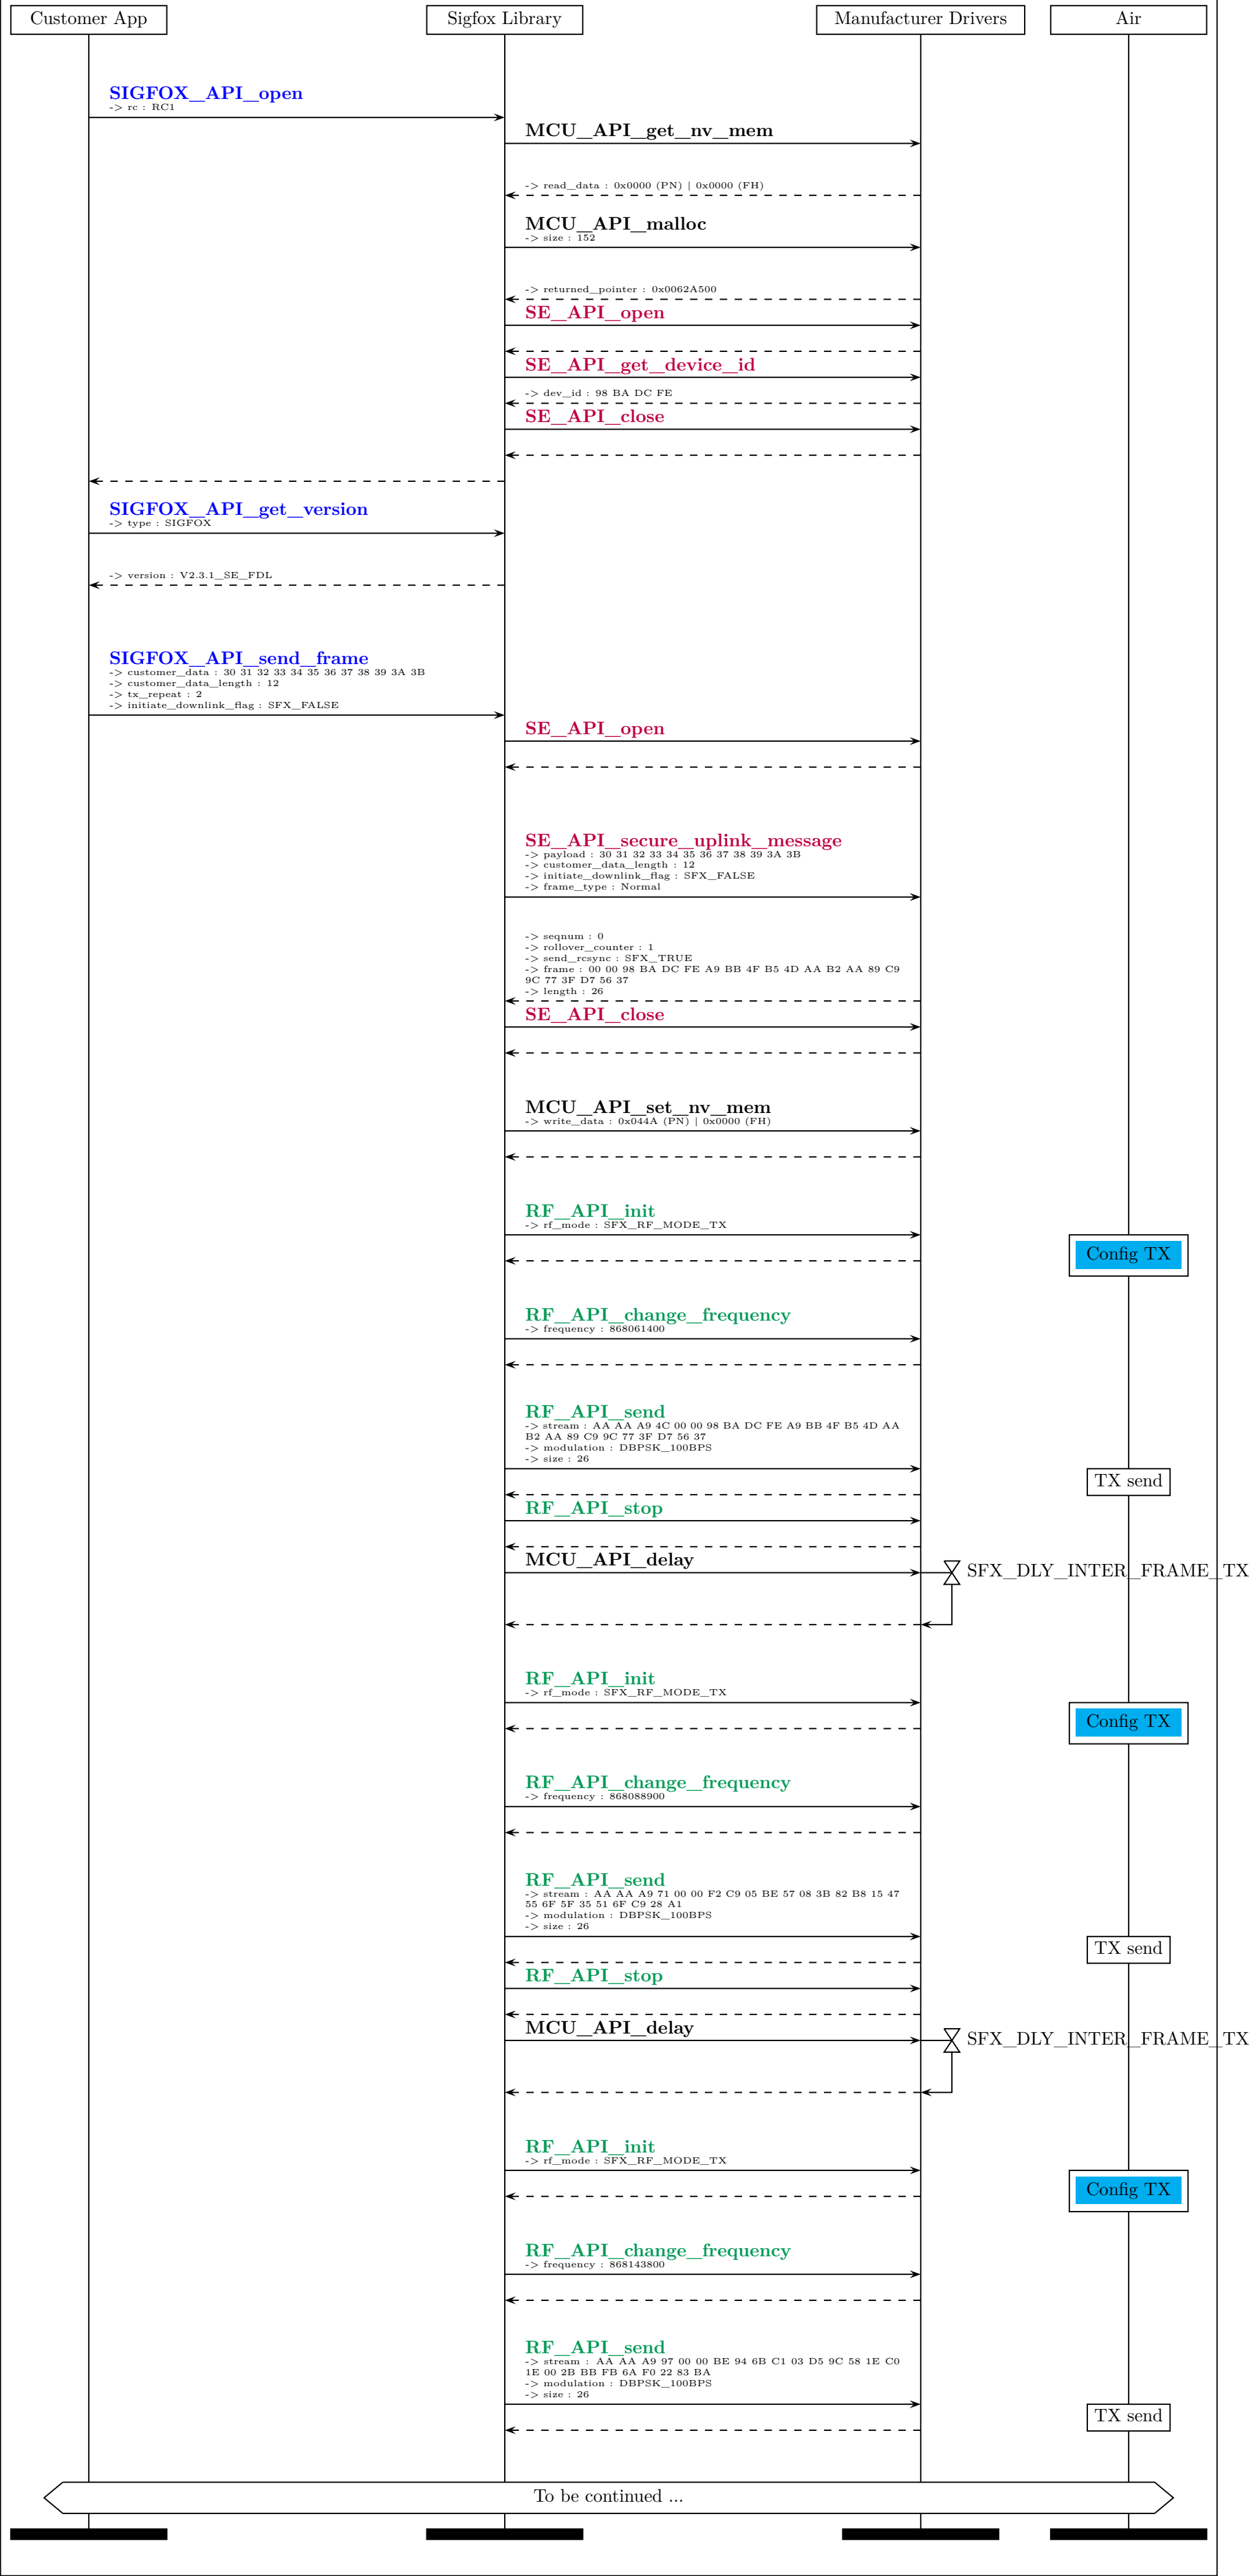 Customer App
Sigfox Library
Manufacturer Drivers
Air
SIGFOX_API_open
-> rc : RC1
MCU_API_get_nv_mem
-> read_data : 0x0000 (PN) | 0x0000 (FH)
MCU_API_malloc
-> size : 152
-> returned_pointer : 0x0062A500
SE_API_open
SE_API_get_device_id
-> dev_id : 98 BA DC FE
SE_API_close
SIGFOX_API_get_version
-> type : SIGFOX
-> version : V2.3.1_SE_FDL
SIGFOX_API_send_frame
-> customer_data : 30 31 32 33 34 35 36 37 38 39 3A 3B
-> customer_data_length : 12
-> tx_repeat : 2
-> initiate_downlink_flag : SFX_FALSE
SE_API_open
SE_API_secure_uplink_message
-> payload : 30 31 32 33 34 35 36 37 38 39 3A 3B
-> customer_data_length : 12
-> initiate_downlink_flag : SFX_FALSE
-> frame_type : Normal
-> seqnum : 0
-> rollover_counter : 1
-> send_rcsync : SFX_TRUE
-> frame : 00 00 98 BA DC FE A9 BB 4F B5 4D AA B2 AA 89 C9
9C 77 3F D7 56 37
-> length : 26
SE_API_close
MCU_API_set_nv_mem
-> write_data : 0x044A (PN) | 0x0000 (FH)
RF_API_init
-> rf_mode : SFX_RF_MODE_TX
Config TX
RF_API_change_frequency
-> frequency : 868061400
RF_API_send
-> stream : AA AA A9 4C 00 00 98 BA DC FE A9 BB 4F B5 4D AA
B2 AA 89 C9 9C 77 3F D7 56 37
-> modulation : DBPSK_100BPS
-> size : 26
TX send
RF_API_stop
MCU_API_delay
SFX_DLY_INTER_FRAME_TX
RF_API_init
-> rf_mode : SFX_RF_MODE_TX
Config TX
RF_API_change_frequency
-> frequency : 868088900
RF_API_send
-> stream : AA AA A9 71 00 00 F2 C9 05 BE 57 08 3B 82 B8 15 47
55 6F 5F 35 51 6F C9 28 A1
-> modulation : DBPSK_100BPS
-> size : 26
TX send
RF_API_stop
MCU_API_delay
SFX_DLY_INTER_FRAME_TX
RF_API_init
-> rf_mode : SFX_RF_MODE_TX
Config TX
RF_API_change_frequency
-> frequency : 868143800
RF_API_send
-> stream : AA AA A9 97 00 00 BE 94 6B C1 03 D5 9C 58 1E C0
1E 00 2B BB FB 6A F0 22 83 BA
-> modulation : DBPSK_100BPS
-> size : 26
TX send
To be continued ...